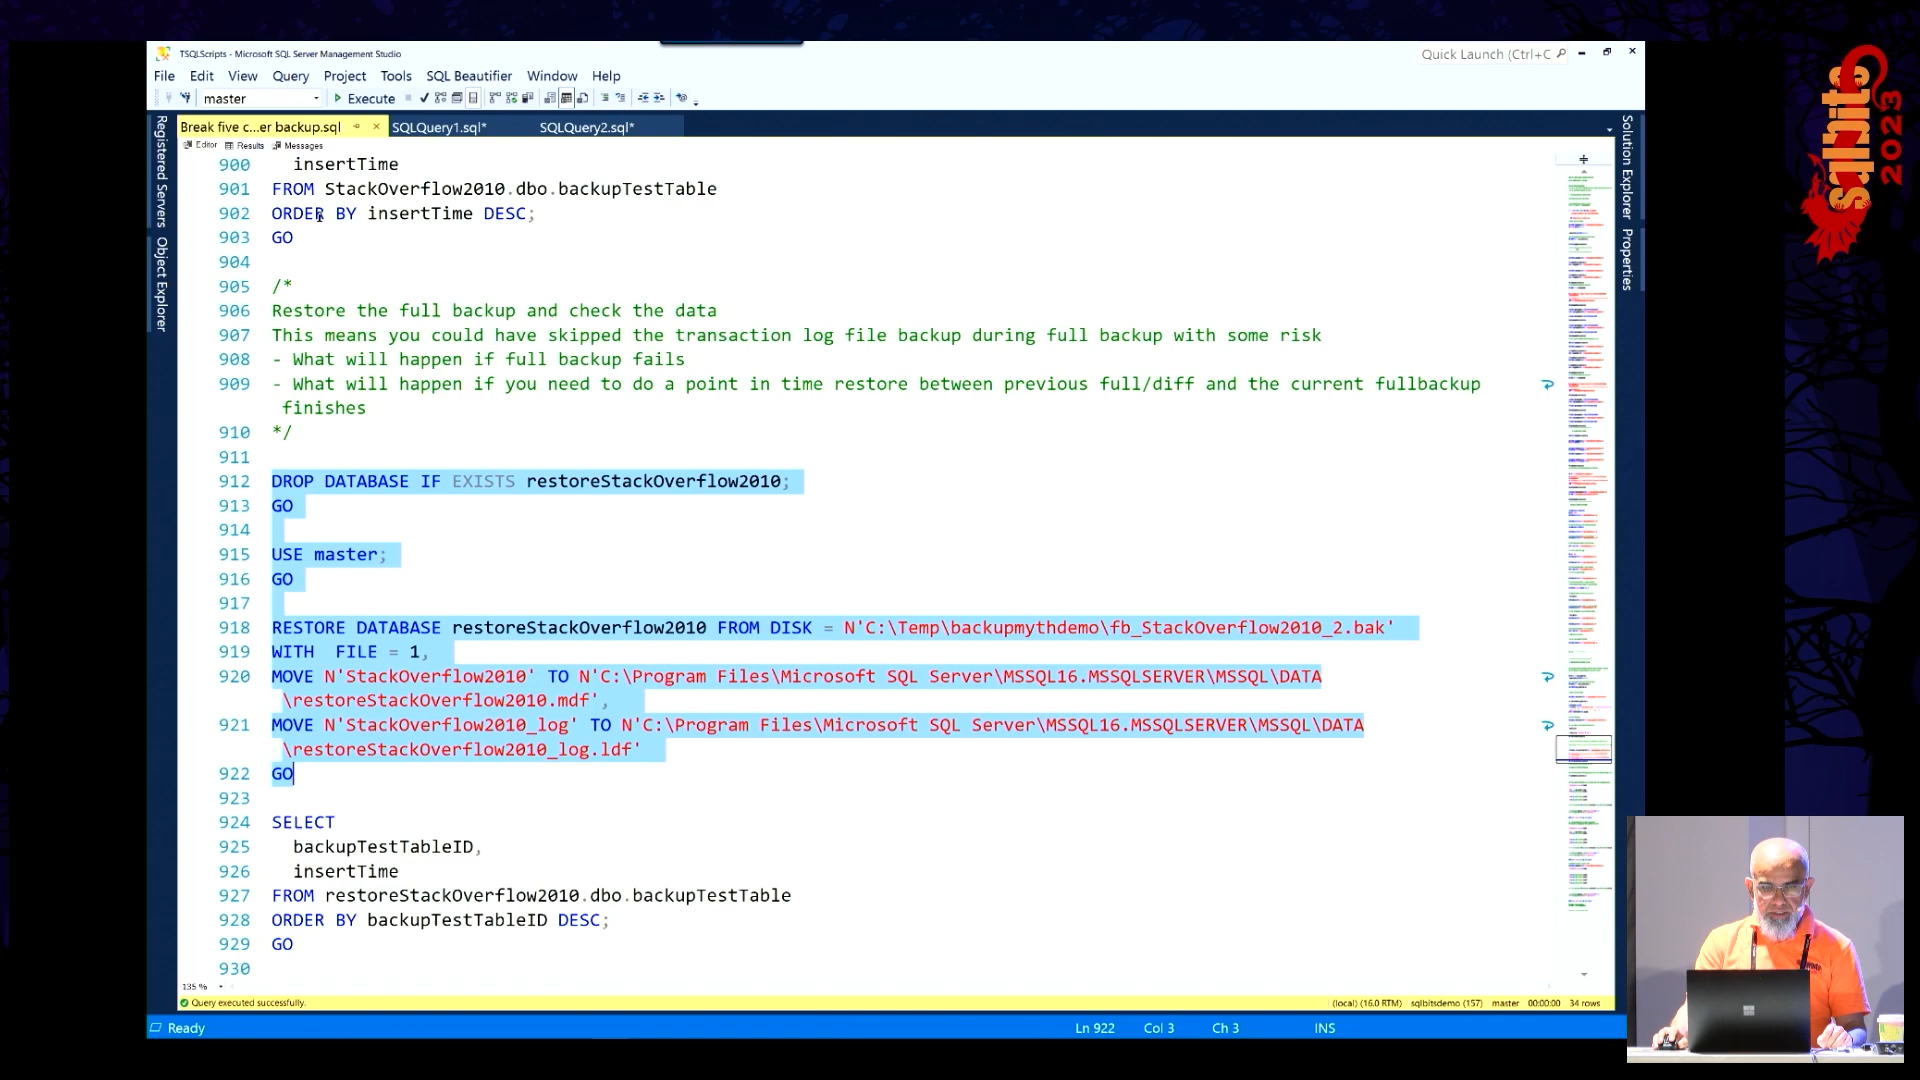 TSQLScripts - Microsoft SQL Server Management Studio
Quick Launch (Ctrl+C
File Edit View Query Project Tools SQL Beautifier Window Help
master Execute
Break five c...er backup.sql SQLQuery1.sql* SQLQuery2.sql*
Editor Results Messages
Registered Servers
Object Explorer
Solution Explorer
Properties
900 insertTime
901 FROM StackOverflow2010.dbo.backupTestTable
902 ORDER BY insertTime DESC;
903 GO
904
905 /*
906 Restore the full backup and check the data
907 This means you could have skipped the transaction log file backup during full backup with some risk
908 - What will happen if full backup fails
909 - What will happen if you need to do a point in time restore between previous full/diff and the current fullbackup
finishes
910 */
911
912 DROP DATABASE IF EXISTS restoreStackOverflow2010;
913 GO
914
915 USE master;
916 GO
917
918 RESTORE DATABASE restoreStackOverflow2010 FROM DISK = N'C:\Temp\backupmythdemo\fb_StackOverflow2010_2.bak'
919 WITH FILE = 1,
920 MOVE N'StackOverflow2010' TO N'C:\Program Files\Microsoft SQL Server\MSSQL16.MSSQLSERVER\MSSQL\DATA
\restoreStackOverflow2010.mdf',
921 MOVE N'StackOverflow2010_log' TO N'C:\Program Files\Microsoft SQL Server\MSSQL16.MSSQLSERVER\MSSQL\DATA
\restoreStackOverflow2010_log.ldf'
922 GO
923
924 SELECT
925 backupTestTableID,
926 insertTime
927 FROM restoreStackOverflow2010.dbo.backupTestTable
928 ORDER BY backupTestTableID DESC;
929 GO
930
135 %
Query executed successfully. (local) (16.0 RTM) sqlbitsdemo (157) master 00:00:00 34 rows
Ready Ln 922 Col 3 Ch 3 INS
sqlbits
2023